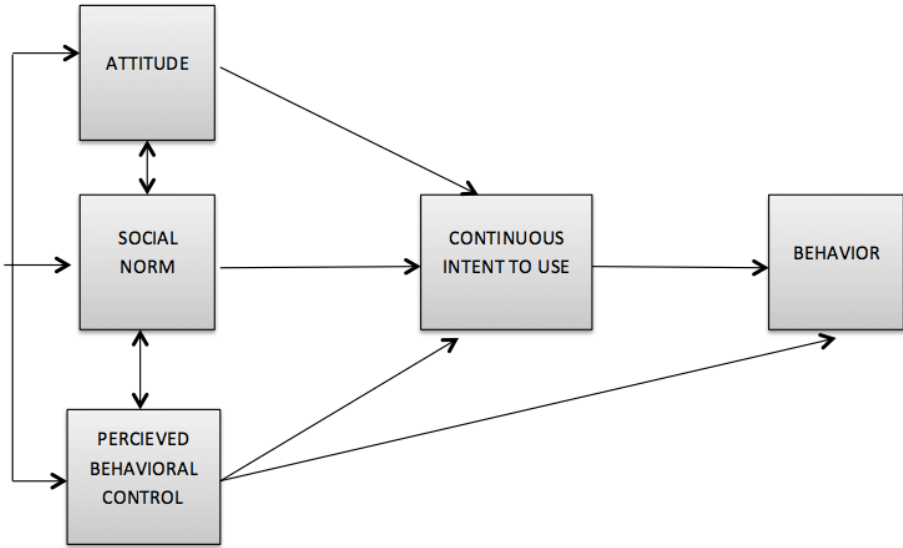 ATTITUDE
SOCIAL
NORM
CONTINUOUS
INTENT TO USE
BEHAVIOR
PERCIEVED
BEHAVIORAL
CONTROL